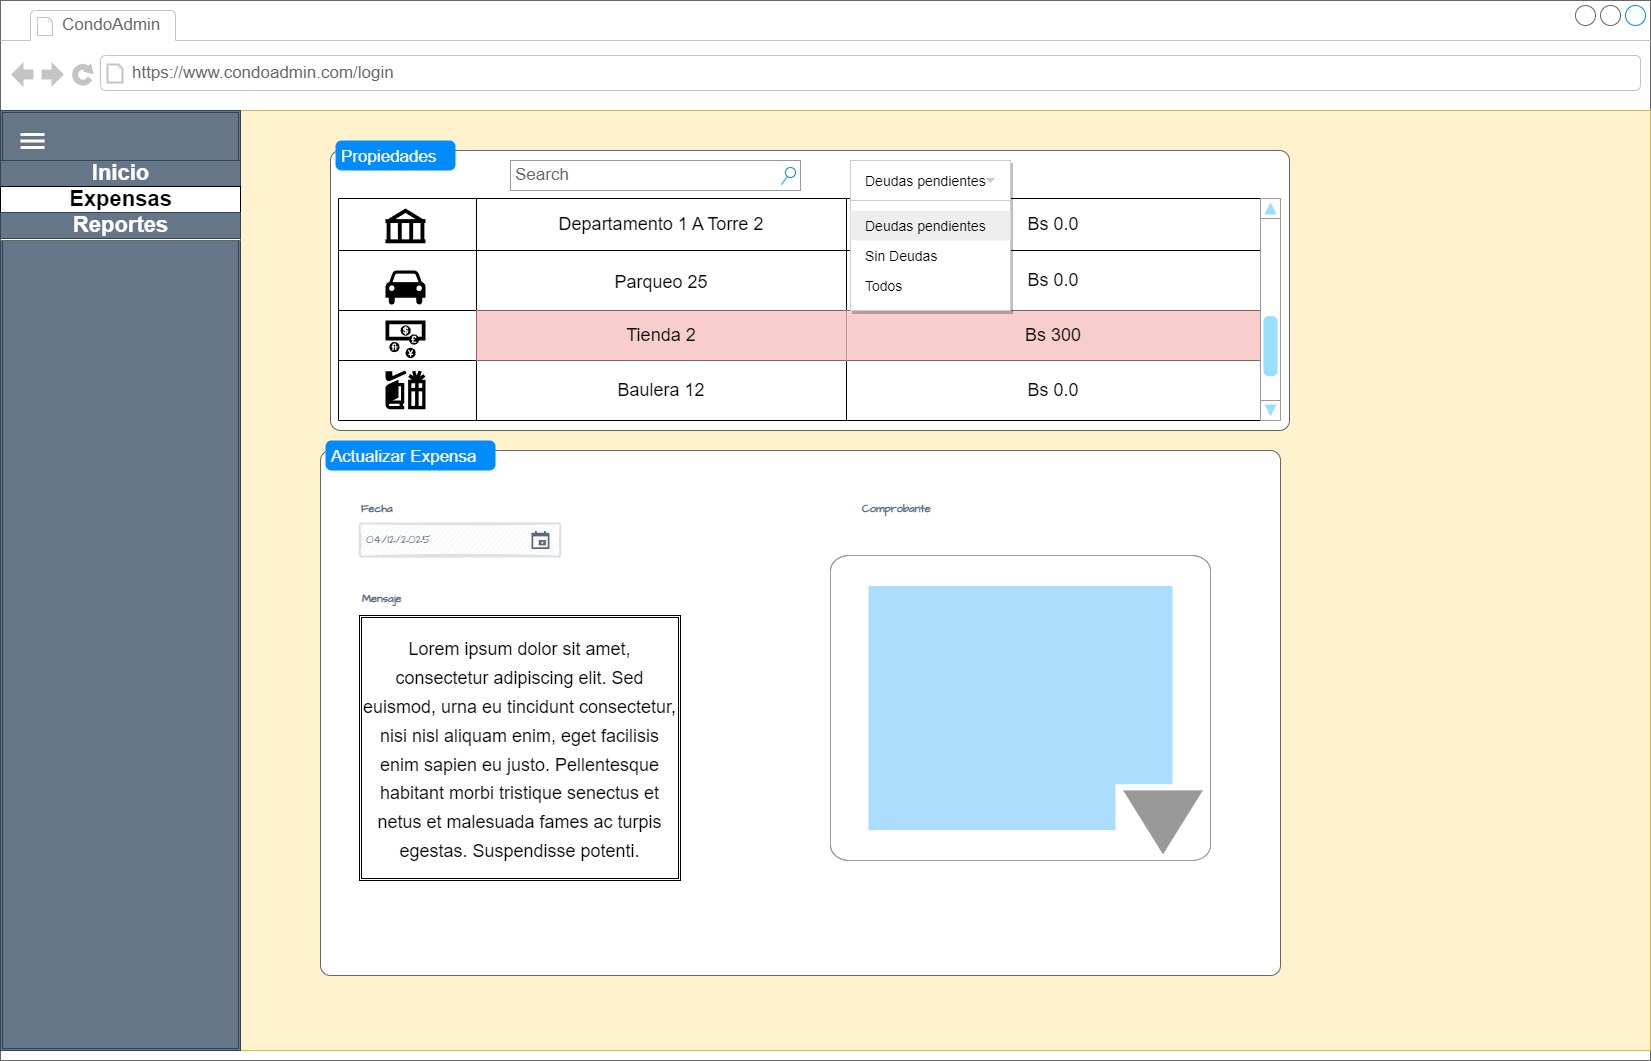 CondoAdmin
https://www.condoadmin.com/login
Inicio
Expensas
Reportes
Propiedades
Search
Deudas pendientes
Deudas pendientes
Sin Deudas
Todos
Departamento 1 A Torre 2
Bs 0.0
Parqueo 25
Bs 0.0
Tienda 2
Bs 300
Baulera 12
Bs 0.0
Actualizar Expensa
Fecha
04/12/2025
Mensaje
Lorem ipsum dolor sit amet,
consectetur adipiscing elit. Sed
euismod, urna eu tincidunt consectetur,
nisi nisl aliquam enim, eget facilisis
enim sapien eu justo. Pellentesque
habitant morbi tristique senectus et
netus et malesuada fames ac turpis
egestas. Suspendisse potenti.
Comprobante